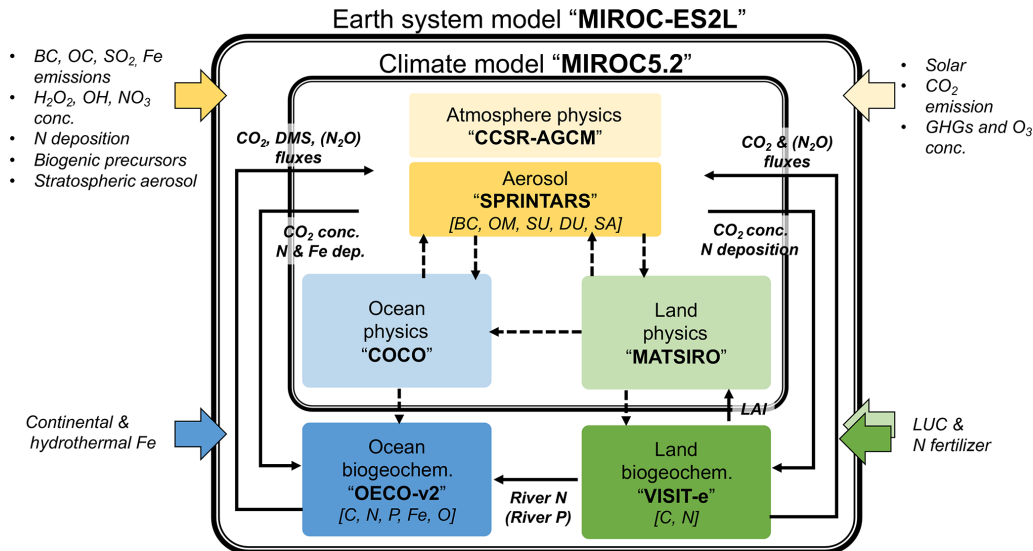 Earth system model “MIROC-ES2L”
Climate model “MIROC5.2”
• BC, OC, SO2, Fe
emissions
• H2O2, OH, NO3
conc.
• N deposition
• Biogenic precursors
• Stratospheric aerosol
• Solar
• CO2
emission
• GHGs and O3
conc.
Atmosphere physics
“CCSR-AGCM”
CO2, DMS, (N2O)
fluxes
CO2 & (N2O)
fluxes
Aerosol
“SPRINTARS”
[BC, OM, SU, DU, SA]
CO2 conc.
N & Fe dep.
CO2 conc.
N deposition
Ocean
physics
“COCO”
Land
physics
“MATSIRO”
LAI
Continental &
hydrothermal Fe
LUC &
N fertilizer
Ocean
biogeochem.
“OECO-v2”
[C, N, P, Fe, O]
River N
(River P)
Land
biogeochem.
“VISIT-e”
[C, N]